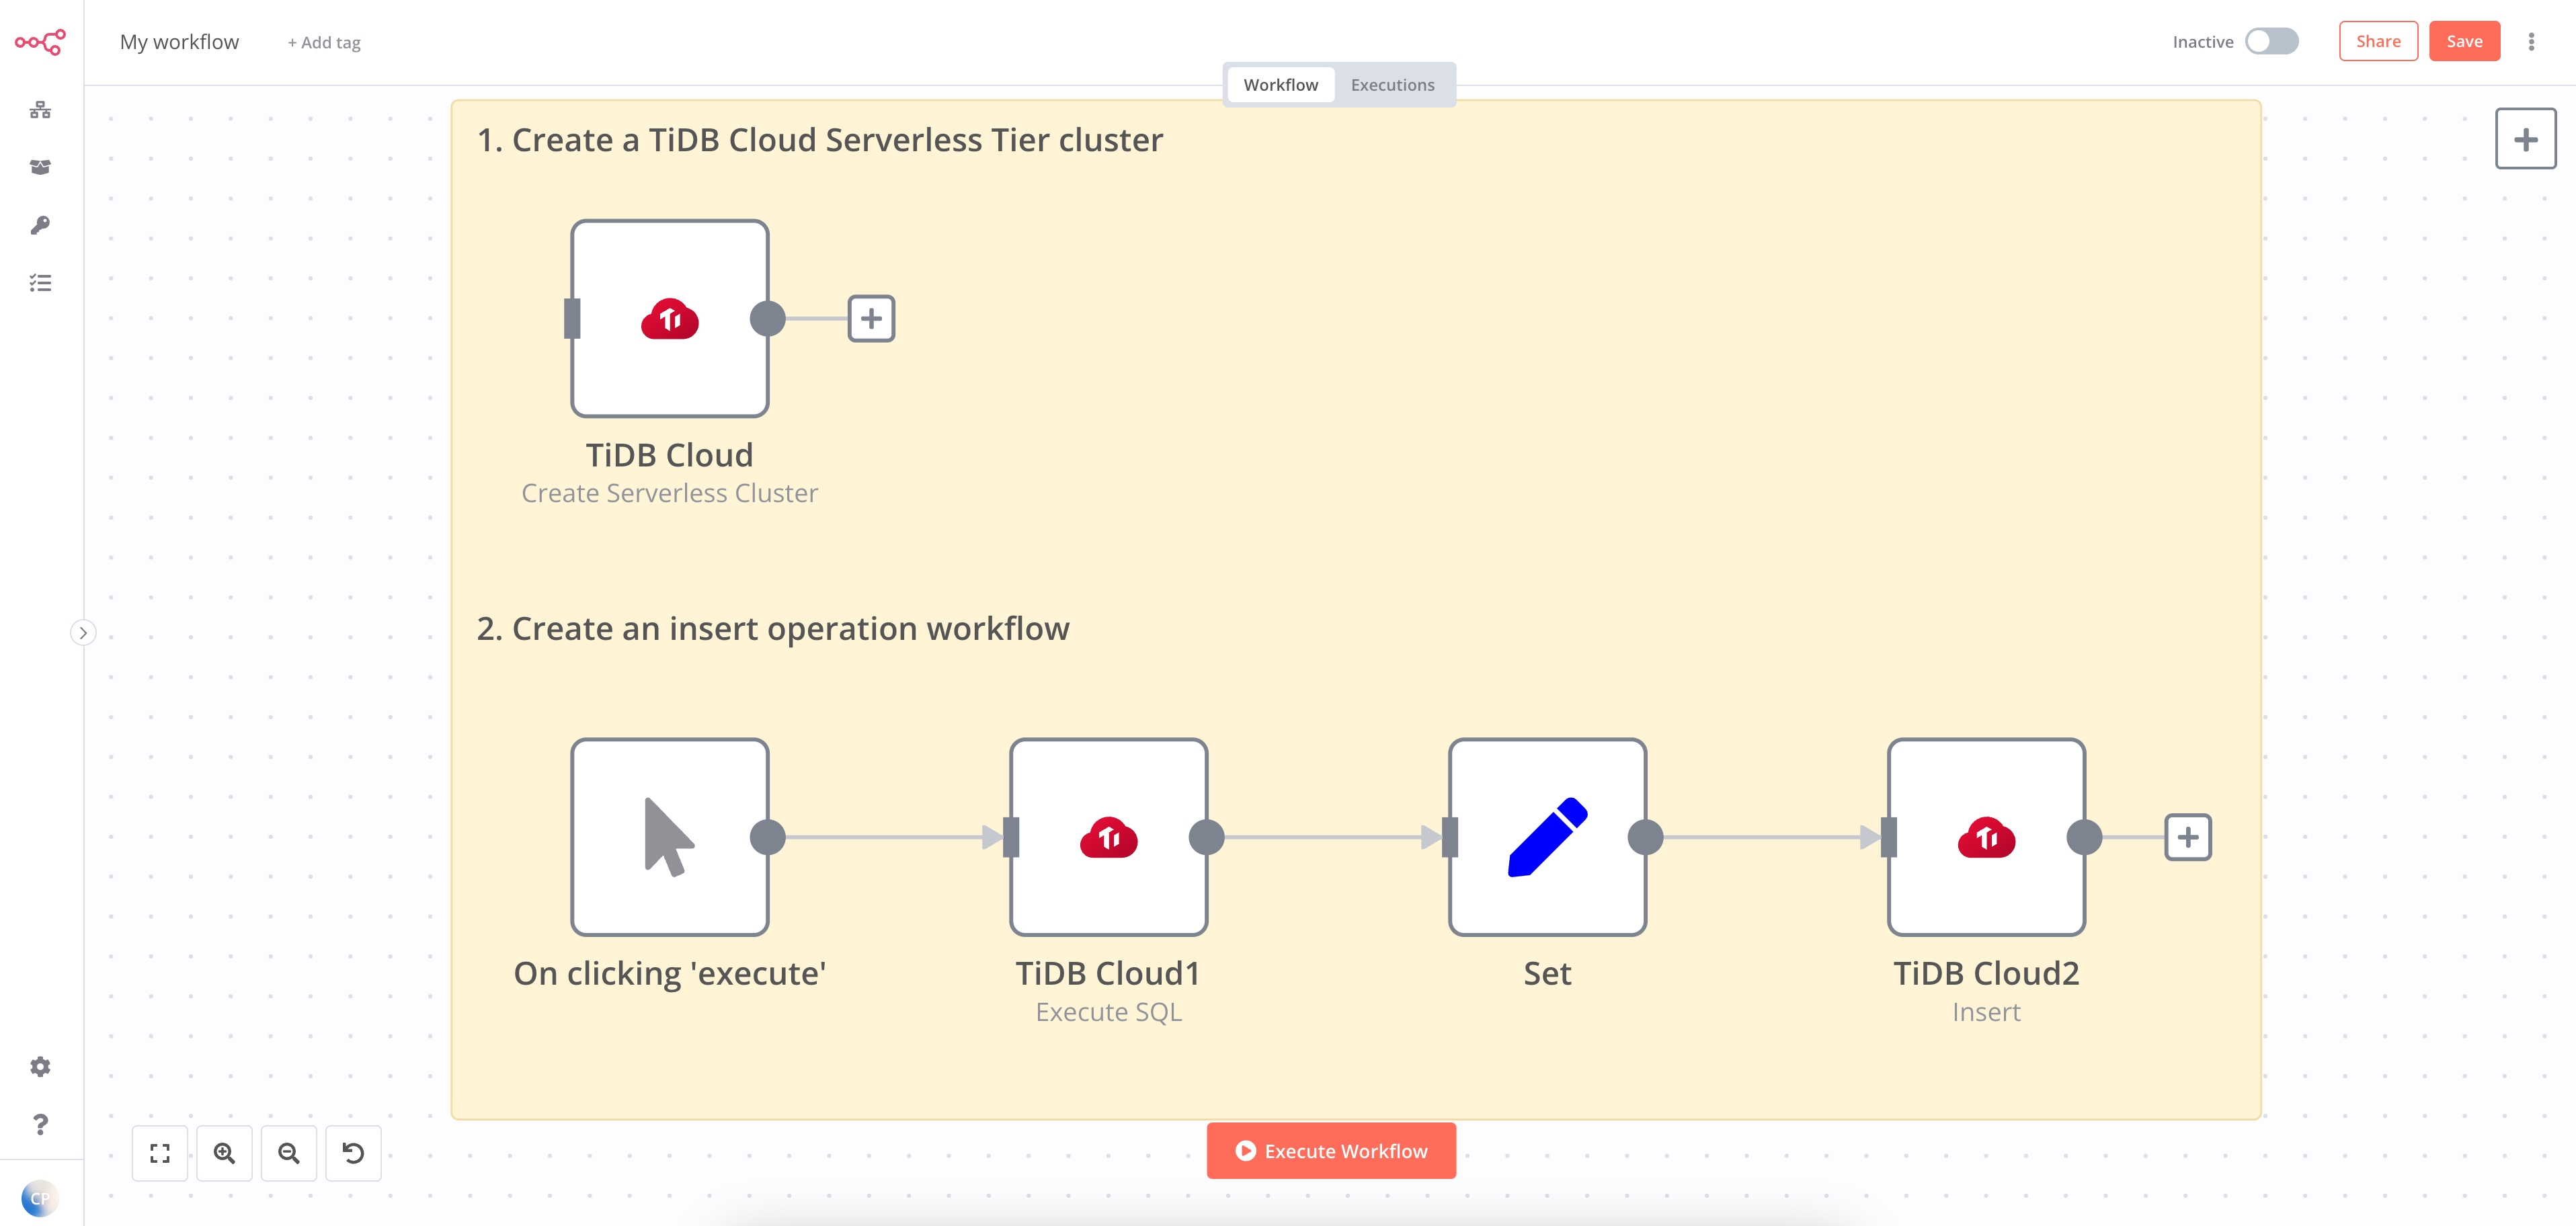 My workflow
+ Add tag
Inactive
Share
Save
Workflow
Executions
1. Create a TiDB Cloud Serverless Tier cluster
TiDB Cloud
Create Serverless Cluster
2. Create an insert operation workflow
On clicking 'execute'
TiDB Cloud1
Execute SQL
Set
TiDB Cloud2
Insert
Execute Workflow
CP